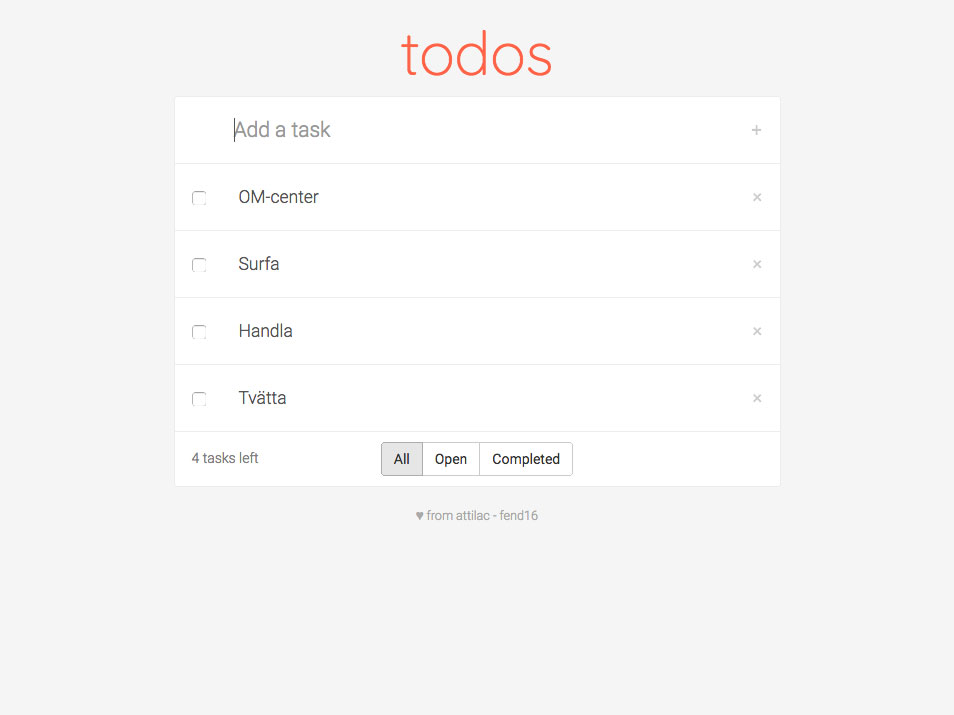 todos
Add a task +
OM-center ×
Surfa ×
Handla ×
Tvätta ×
4 tasks left All Open Completed
♥ from attilac - fend16